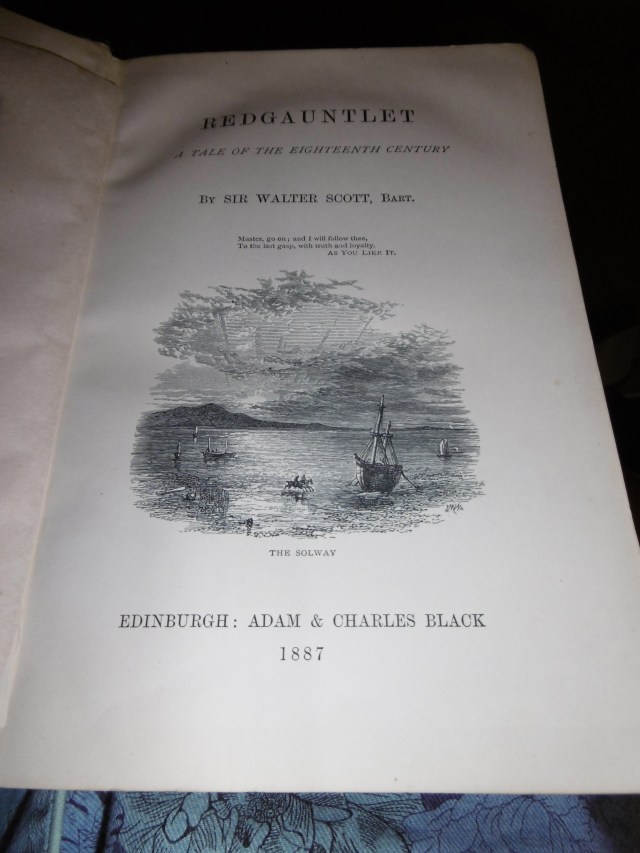 REDGAUNTLET
A TALE OF THE EIGHTEENTH CENTURY
BY SIR WALTER SCOTT, BART.
Master, go on; and I will follow thee,
To the last gasp, with truth and loyalty.
AS YOU LIKE IT.
THE SOLWAY
EDINBURGH: ADAM & CHARLES BLACK
1887